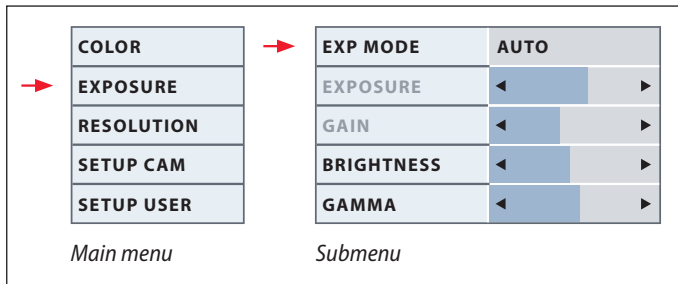 COLOR
EXPOSURE
RESOLUTION
SETUP CAM
SETUP USER
Main menu
EXP MODE AUTO
EXPOSURE
GAIN
BRIGHTNESS
GAMMA
Submenu